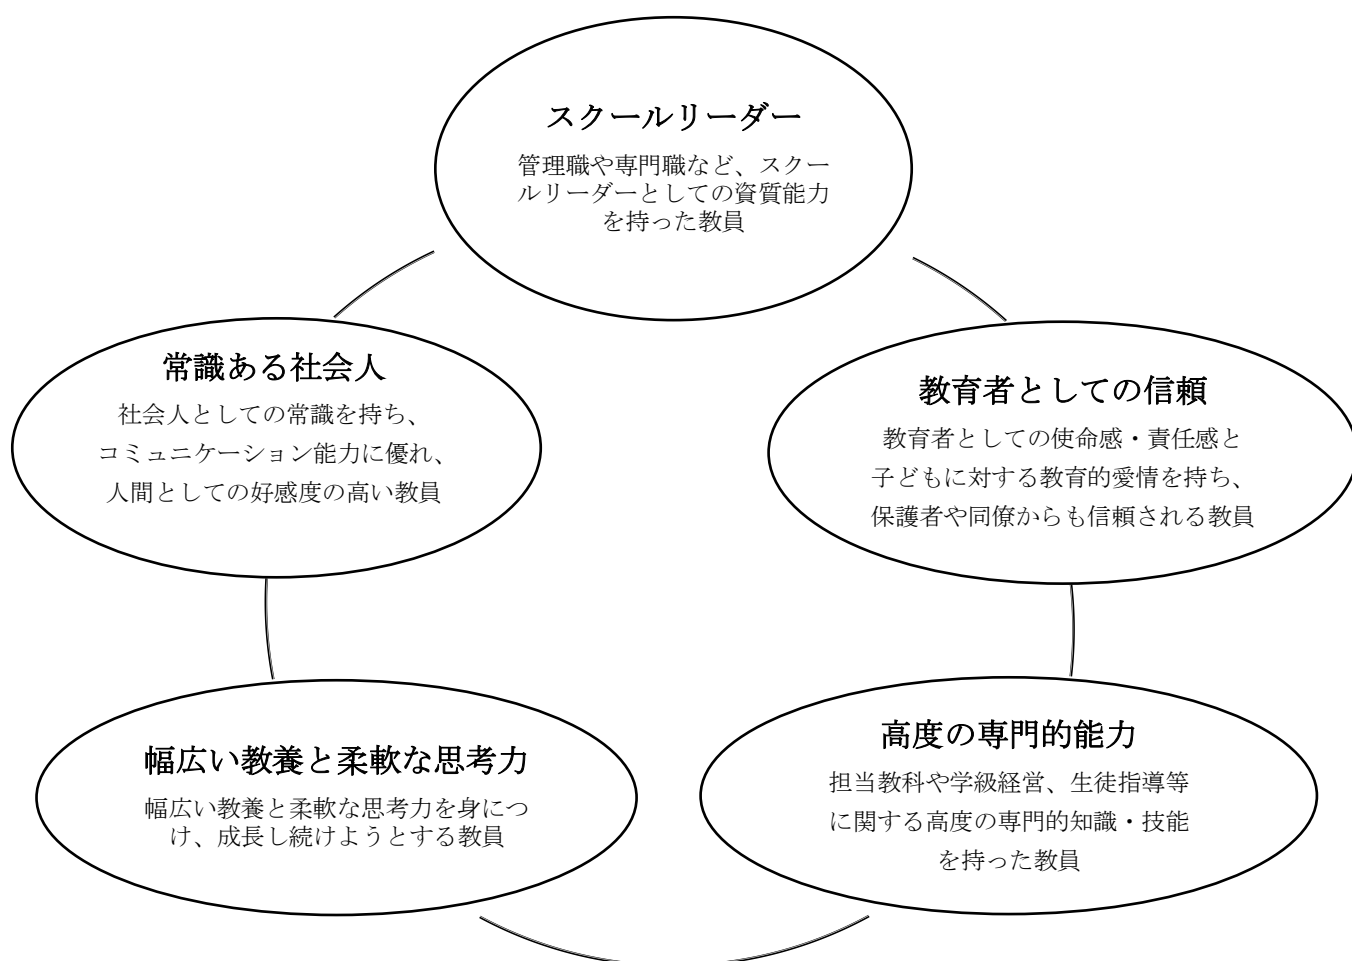 スクールリーダー
管理職や専門職など、スクー
ルリーダーとしての資質能力
を持った教員
常識ある社会人
社会人としての常識を持ち、
コミュニケーション能力に優れ、
人間としての好感度の高い教員
教育者としての信頼
教育者としての使命感・責任感と
子どもに対する教育的愛情を持ち、
保護者や同僚からも信頼される教員
幅広い教養と柔軟な思考力
幅広い教養と柔軟な思考力を身につ
け、成長し続けようとする教員
高度の専門的能力
担当教科や学級経営、生徒指導等
に関する高度の専門的知識・技能
を持った教員